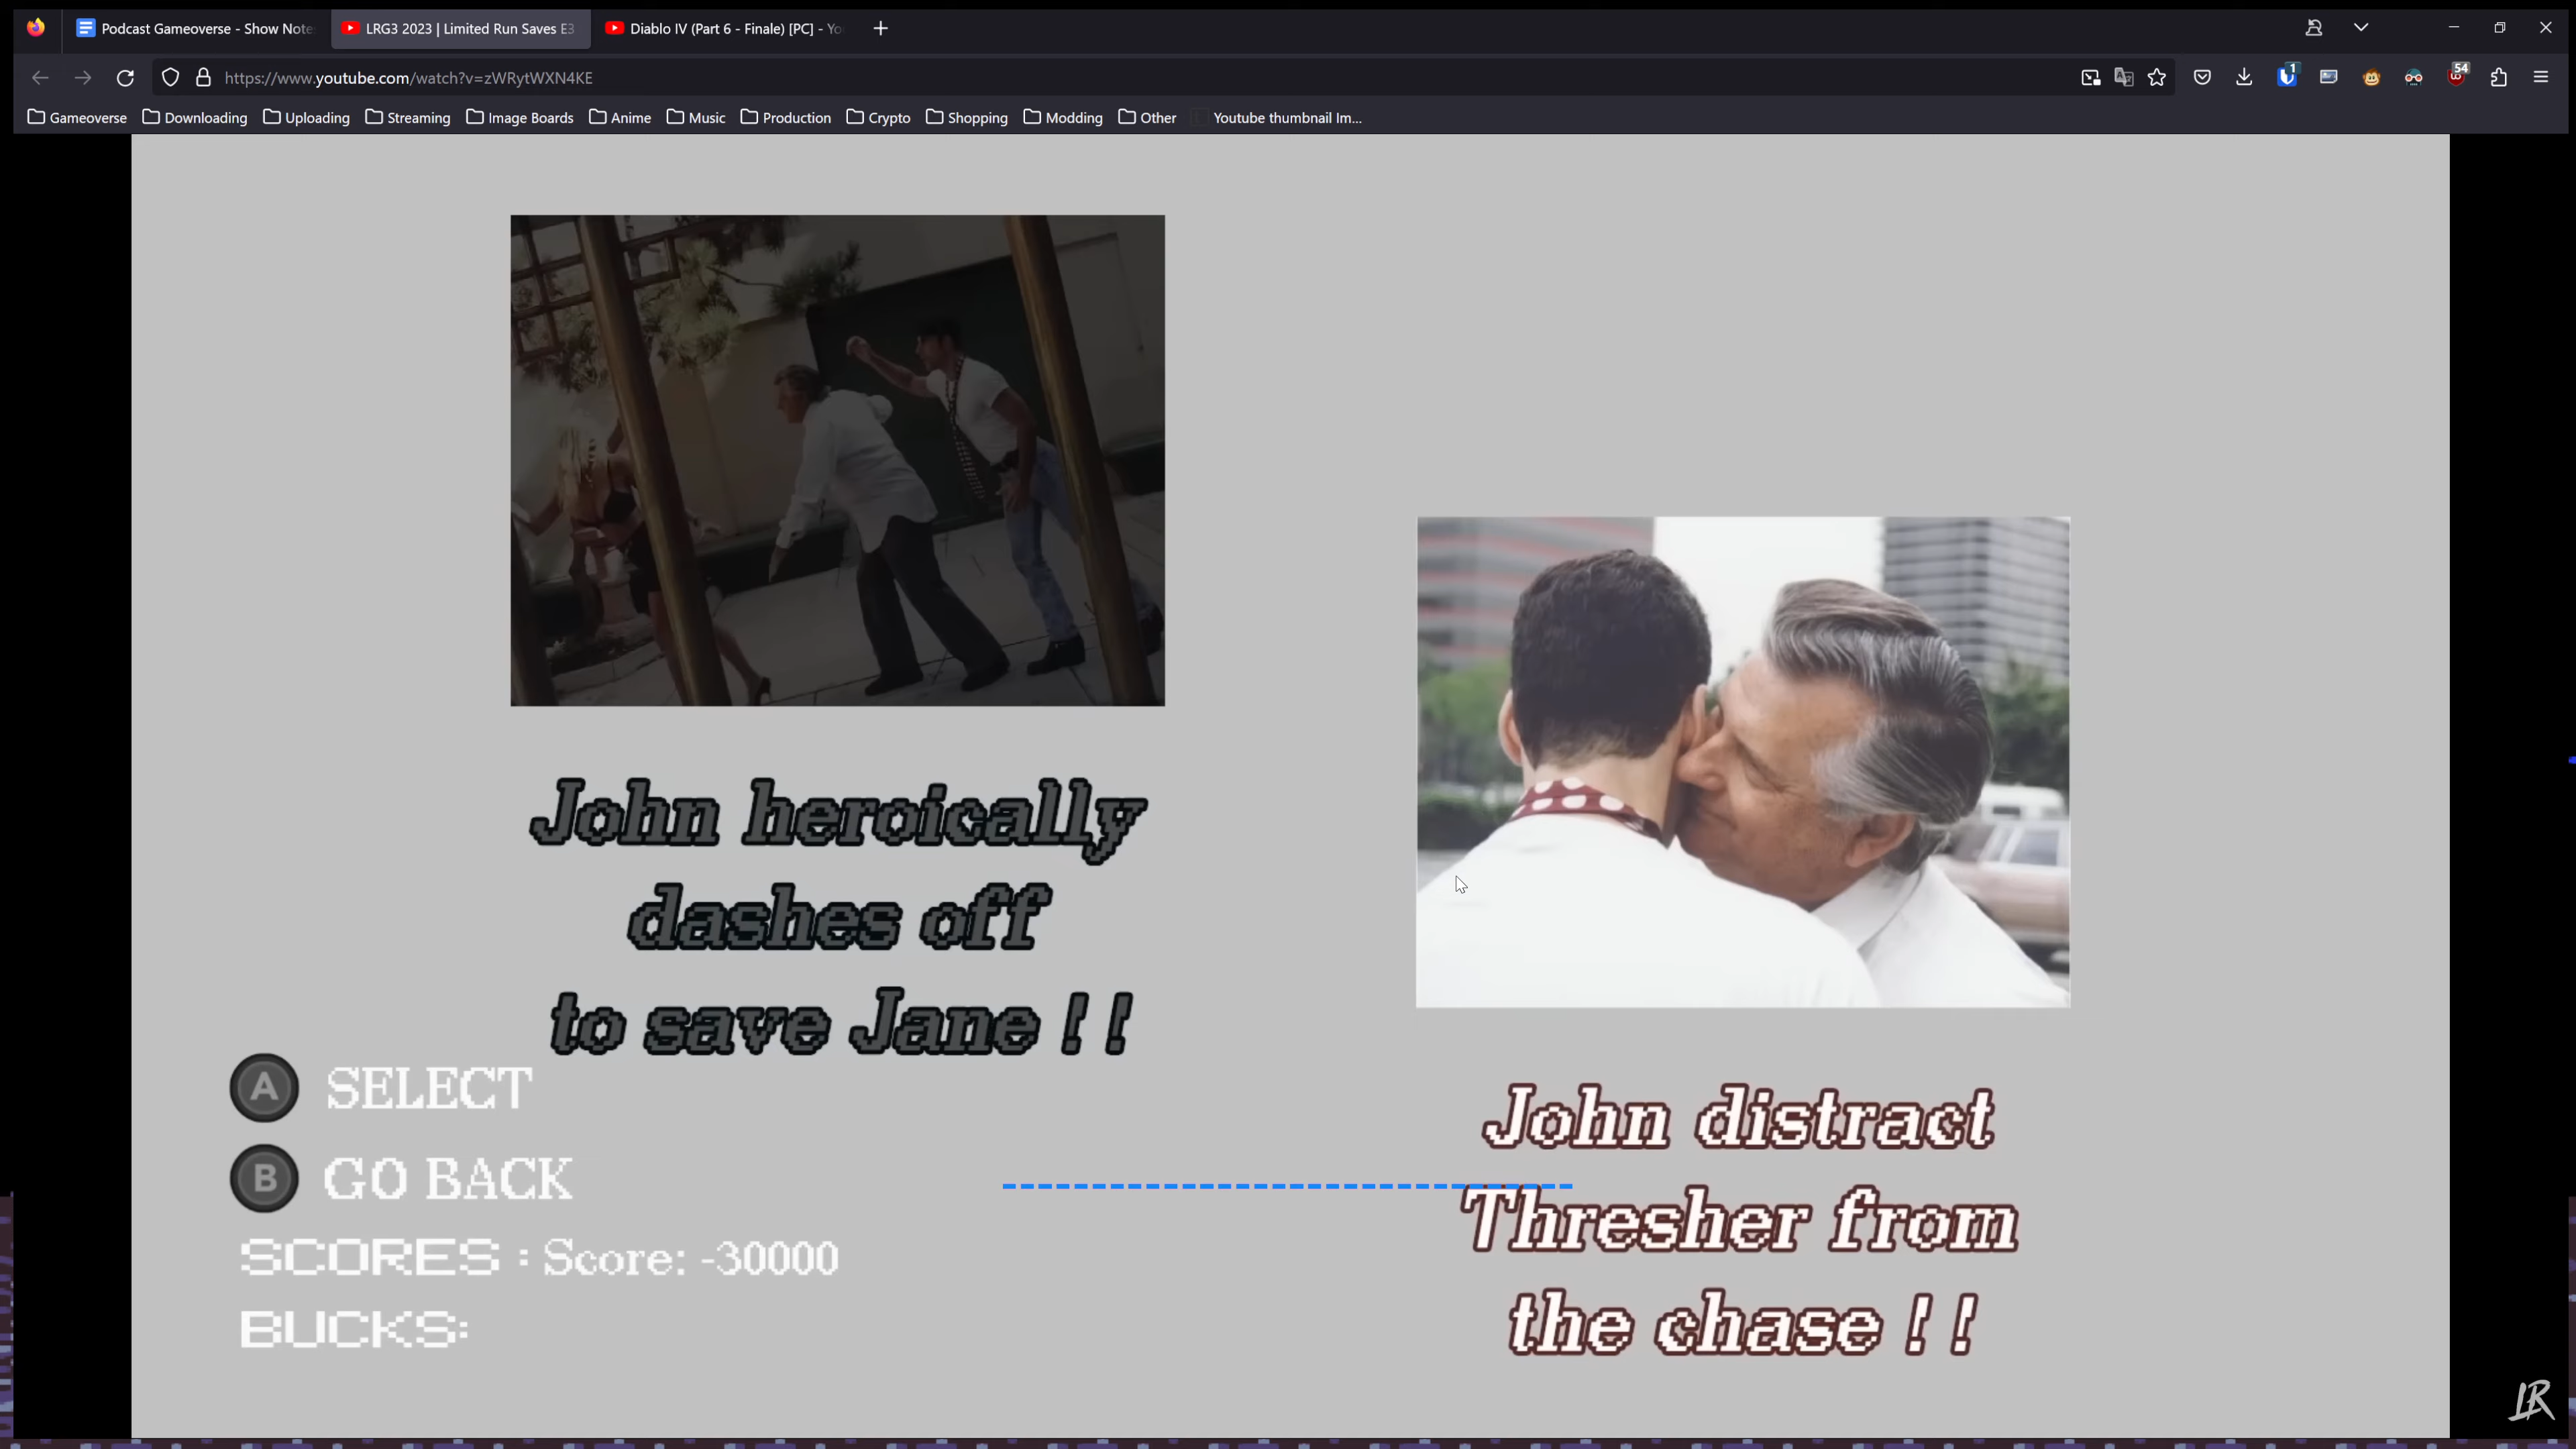 Podcast Gameoverse - Show Note
LRG3 2023 | Limited Run Saves E3
Diablo IV (Part 6 - Finale) [PC] - Yo
https://www.youtube.com/watch?v=zWRytWXN4KE
1
54
Gameoverse
Downloading
Uploading
Streaming
Image Boards
Anime
Music
Production
Crypto
Shopping
Modding
Other
Youtube thumbnail Im...
John heroically
dashes off
to save Jane !!
John distract
Thresher from
the chase !!
A SELECT
B GO BACK
SCORES : Score: -30000
BUCKS:
LR